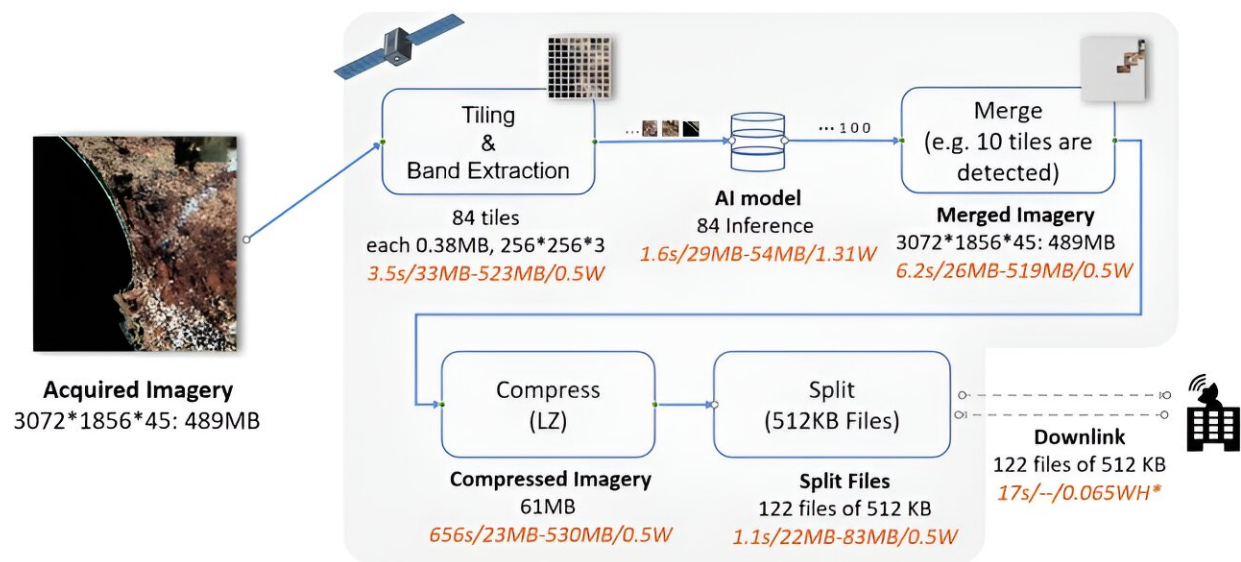 Acquired Imagery
3072*1856*45: 489MB
Tiling
&
Band Extraction
84 tiles
each 0.38MB, 256*256*3
3.5s/33MB-523MB/0.5W
...
AI model
84 Inference
1.6s/29MB-54MB/1.31W
... 1 0 0
Merge
(e.g. 10 tiles are
detected)
Merged Imagery
3072*1856*45: 489MB
6.2s/26MB-519MB/0.5W
Compress
(LZ)
Compressed Imagery
61MB
656s/23MB-530MB/0.5W
Split
(512KB Files)
Split Files
122 files of 512 KB
1.1s/22MB-83MB/0.5W
Downlink
122 files of 512 KB
17s/--/0.065WH*